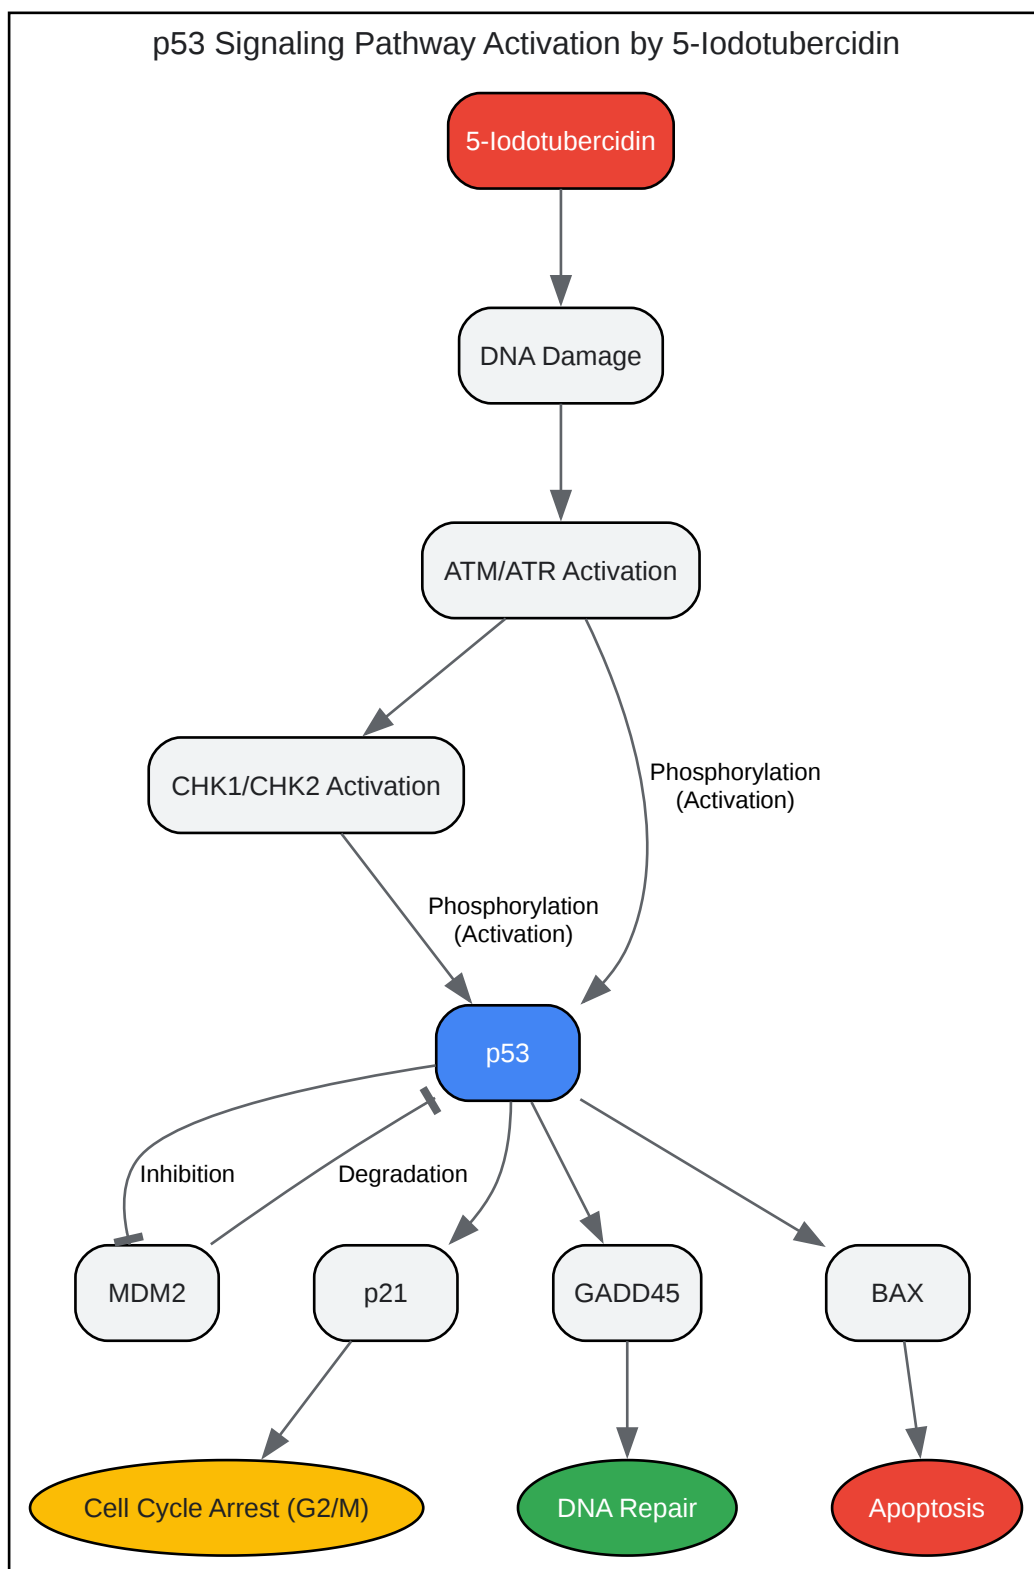 p53 Signaling Pathway Activation by 5-Iodotubercidin
5-Iodotubercidin
DNA Damage
ATM/ATR Activation
CHK1/CHK2 Activation
Phosphorylation
(Activation)
Phosphorylation
(Activation)
p53
Inhibition
Degradation
MDM2
p21
GADD45
BAX
Cell Cycle Arrest (G2/M)
DNA Repair
Apoptosis